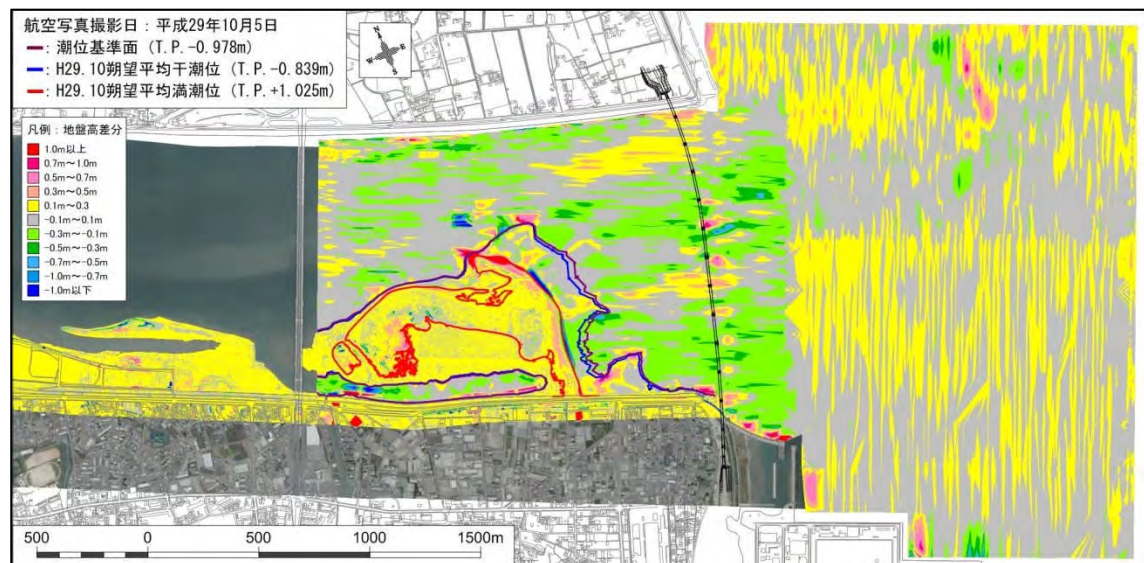 航空写真撮影日:平成29年10月5日
:潮位基準面(T.P.-0.978m)
:H29.10朔望平均干潮位(T.P.-0.839m)
:H29.10朔望平均満潮位(T.P.+1.025m)
N
E
W
S
凡例:地盤高差分
1.0m以上
0.7m~1.0m
0.5m~0.7m
0.3m~0.5m
0.1m~0.3
-0.1m~0.1m
-0.3m~-0.1m
-0.5m~-0.3m
-0.7m~-0.5m
-1.0m~-0.7m
-1.0m以下
500 0 500 1000 1500m